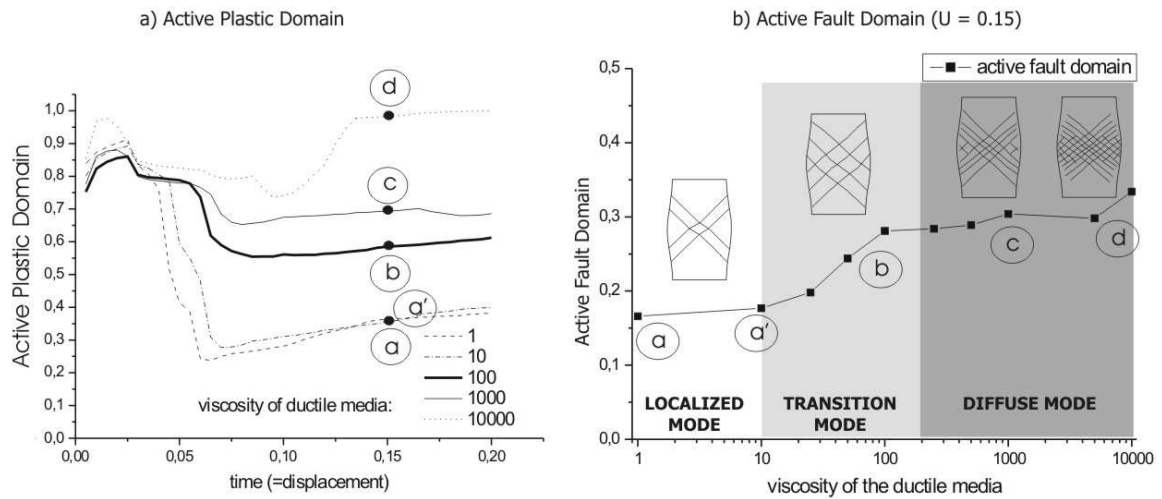 a) Active Plastic Domain
Active Plastic Domain
1,0
0,9
0,8
0,7
0,6
0,5
0,4
0,3
0,2
0,1
0,0
0,00
0,05
0,10
0,15
0,20
time (=displacement)
d
c
b
a'
a
viscosity of ductile media:
1
10
100
1000
10000
b) Active Fault Domain (U = 0.15)
active fault domain
Active Fault Domain
0,5
0,4
0,3
0,2
0,1
0,0
a
a'
b
c
d
LOCALIZED
MODE
TRANSITION
MODE
DIFFUSE MODE
1
10
100
1000
10000
viscosity of the ductile media